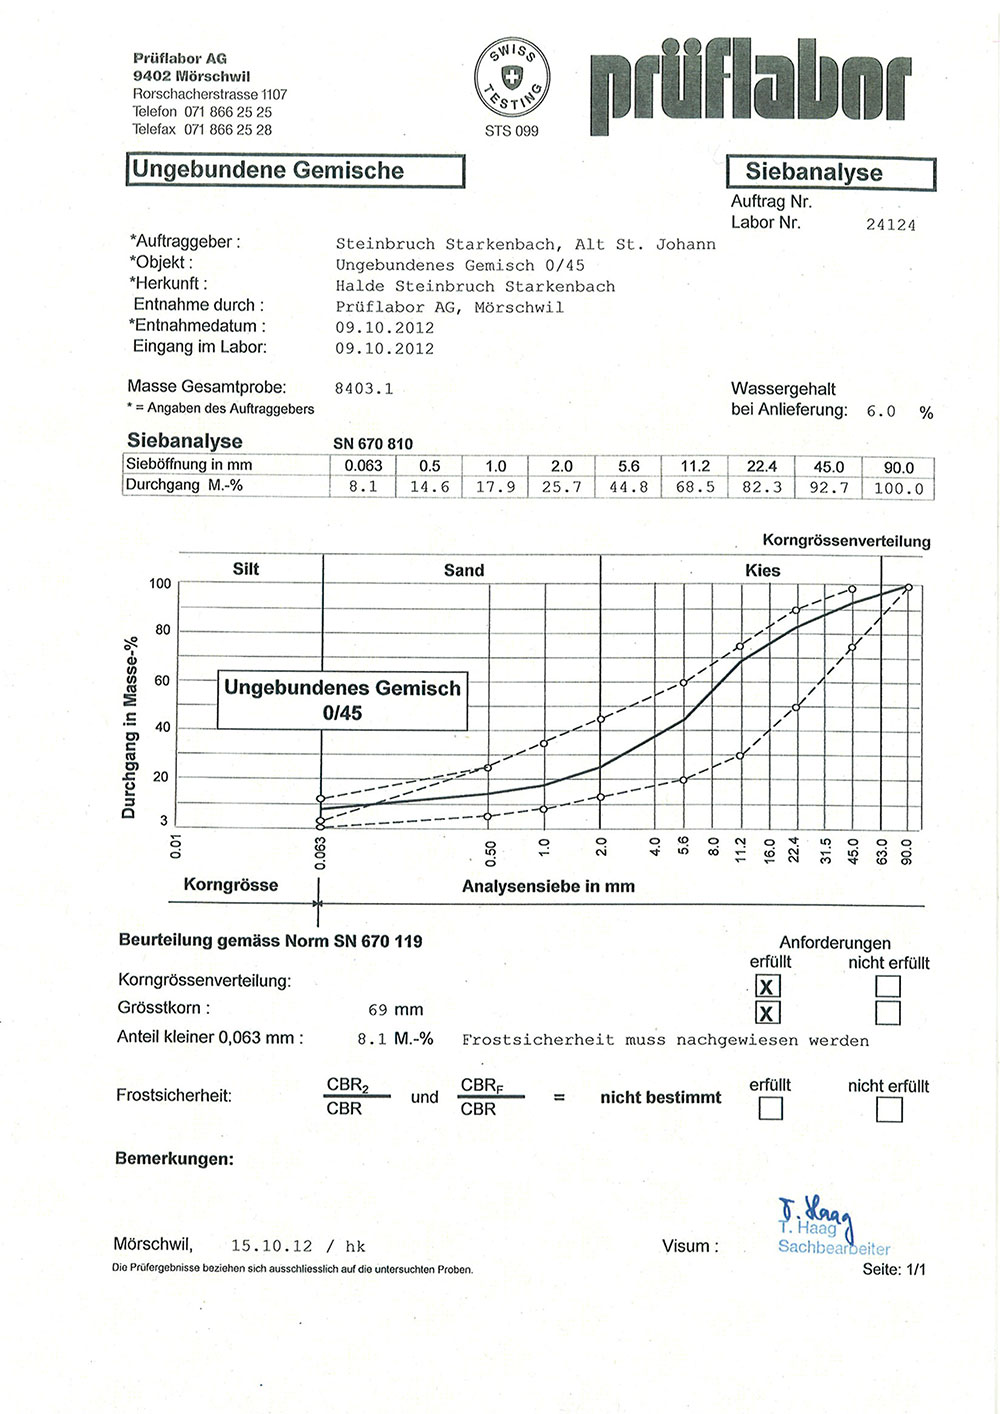 Prüflabor AG
9402 Mörschwil
Rorschacherstrasse 1107
Telefon 071 866 25 25
Telefax 071 866 25 28
SWISS TESTING
STS 099
prüflabor
Ungebundene Gemische
Siebanalyse
Auftrag Nr.
Labor Nr. 24124
*Auftraggeber : Steinbruch Starkenbach, Alt St. Johann
*Objekt : Ungebundenes Gemisch 0/45
*Herkunft : Halde Steinbruch Starkenbach
Entnahme durch : Prüflabor AG, Mörschwil
*Entnahmedatum : 09.10.2012
Eingang im Labor: 09.10.2012
Masse Gesamtprobe: 8403.1
Wassergehalt
* = Angaben des Auftraggebers
bei Anlieferung: 6.0 %
Siebanalyse SN 670 810
Sieböffnung in mm 0.063 0.5 1.0 2.0 5.6 11.2 22.4 45.0 90.0
Durchgang M.-% 8.1 14.6 17.9 25.7 44.8 68.5 82.3 92.7 100.0
Korngrössenverteilung
Silt Sand Kies
100
80
60
40
20
3
Durchgang in Masse-%
Ungebundenes Gemisch
0/45
0.01 0.063 0.50 1.0 2.0 4.0 5.6 8.0 11.2 16.0 22.4 31.5 45.0 63.0 90.0
Korngrösse Analysensiebe in mm
Beurteilung gemäss Norm SN 670 119
Anforderungen
erfüllt nicht erfüllt
Korngrössenverteilung: X
Grösstkorn : 69 mm X
Anteil kleiner 0,063 mm : 8.1 M.-% Frostsicherheit muss nachgewiesen werden
erfüllt nicht erfüllt
Frostsicherheit: CBR2 / CBR und CBRF / CBR = nicht bestimmt
Bemerkungen:
T. Haag
T. Haag
Sachbearbeiter
Mörschwil, 15.10.12 / hk Visum :
Die Prüfergebnisse beziehen sich ausschliesslich auf die untersuchten Proben.
Seite: 1/1